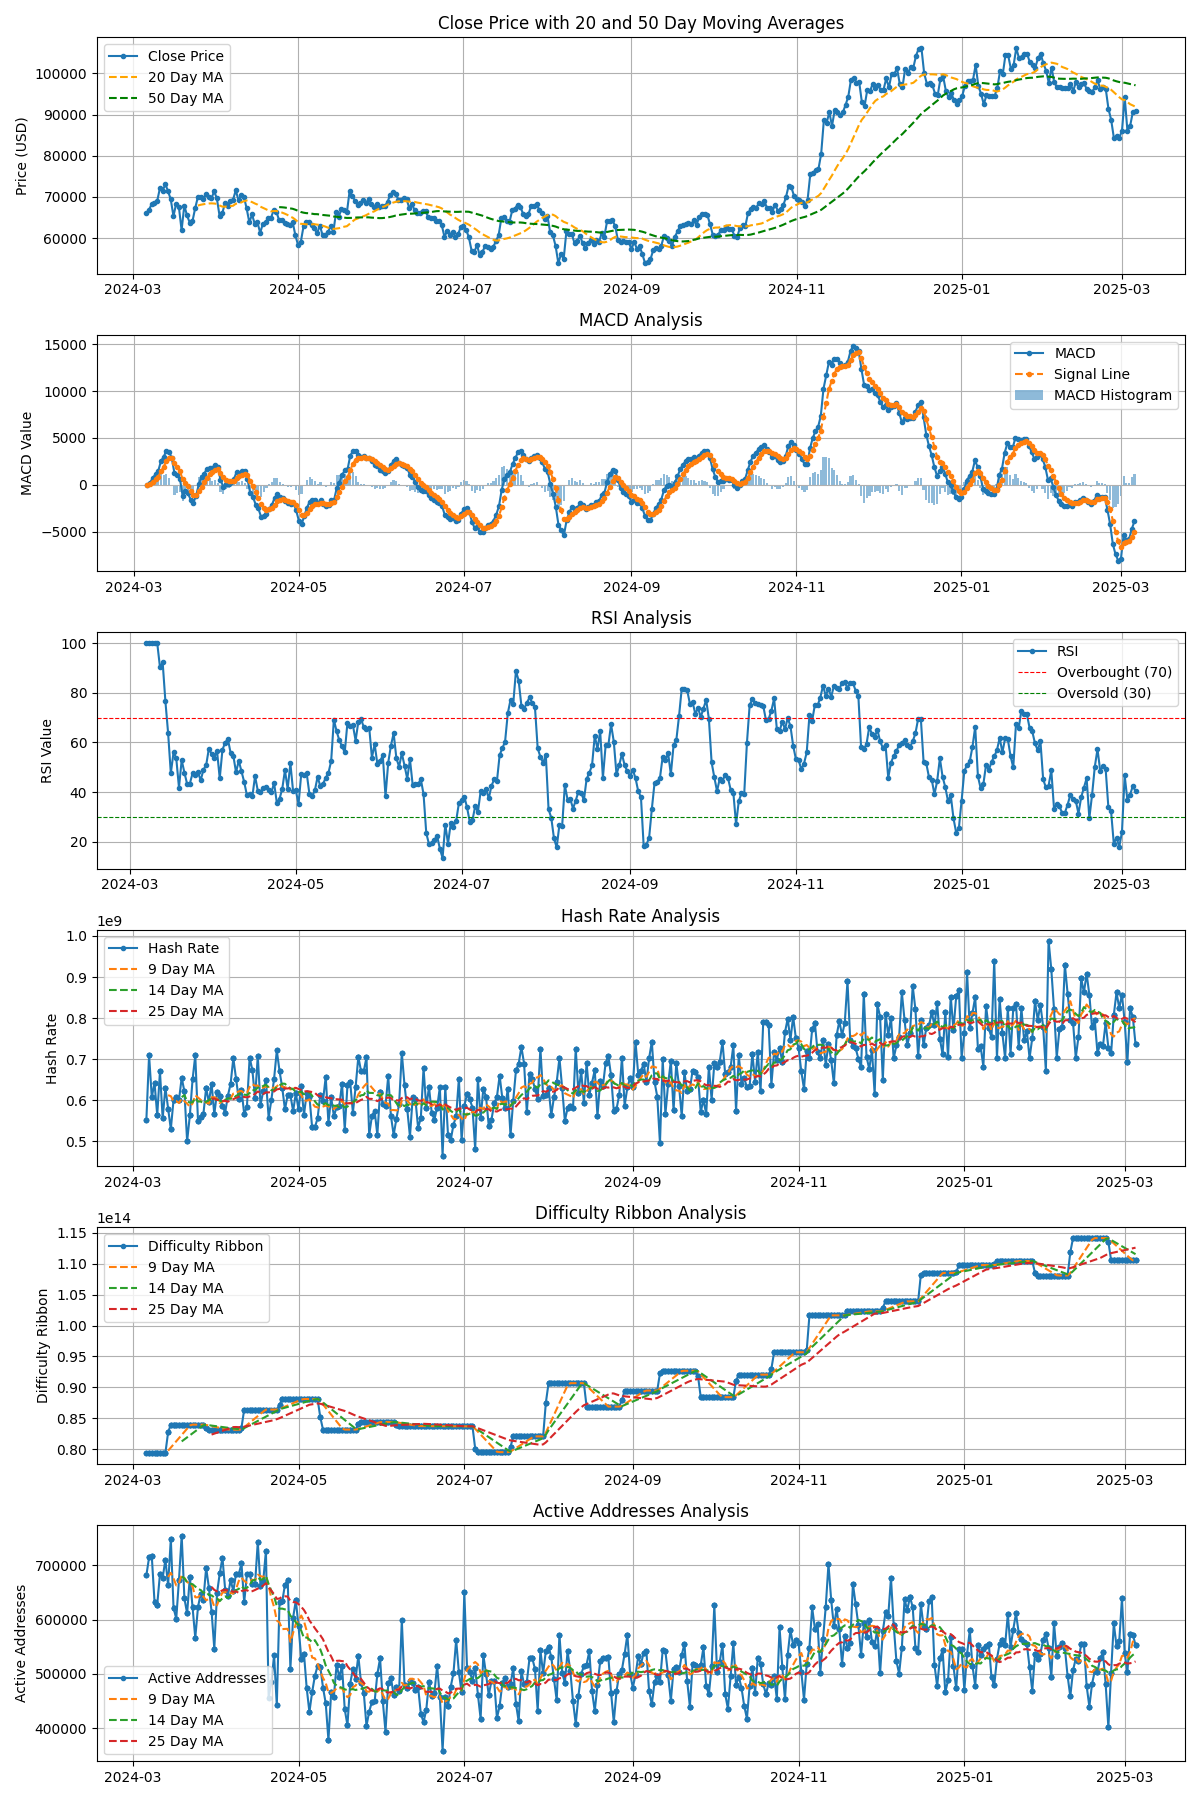 Close Price with 20 and 50 Day Moving Averages
Close Price
20 Day MA
50 Day MA
Price (USD)
100000
90000
80000
70000
60000
2024-03 2024-05 2024-07 2024-09 2024-11 2025-01 2025-03
MACD Analysis
MACD
Signal Line
MACD Histogram
MACD Value
15000
10000
5000
0
−5000
2024-03 2024-05 2024-07 2024-09 2024-11 2025-01 2025-03
RSI Analysis
RSI
Overbought (70)
Oversold (30)
RSI Value
100
80
60
40
20
2024-03 2024-05 2024-07 2024-09 2024-11 2025-01 2025-03
Hash Rate Analysis
1e9
Hash Rate
9 Day MA
14 Day MA
25 Day MA
Hash Rate
1.0
0.9
0.8
0.7
0.6
0.5
2024-03 2024-05 2024-07 2024-09 2024-11 2025-01 2025-03
Difficulty Ribbon Analysis
1e14
Difficulty Ribbon
9 Day MA
14 Day MA
25 Day MA
Difficulty Ribbon
1.15
1.10
1.05
1.00
0.95
0.90
0.85
0.80
2024-03 2024-05 2024-07 2024-09 2024-11 2025-01 2025-03
Active Addresses Analysis
Active Addresses
700000
600000
500000
400000
Active Addresses
9 Day MA
14 Day MA
25 Day MA
2024-03 2024-05 2024-07 2024-09 2024-11 2025-01 2025-03